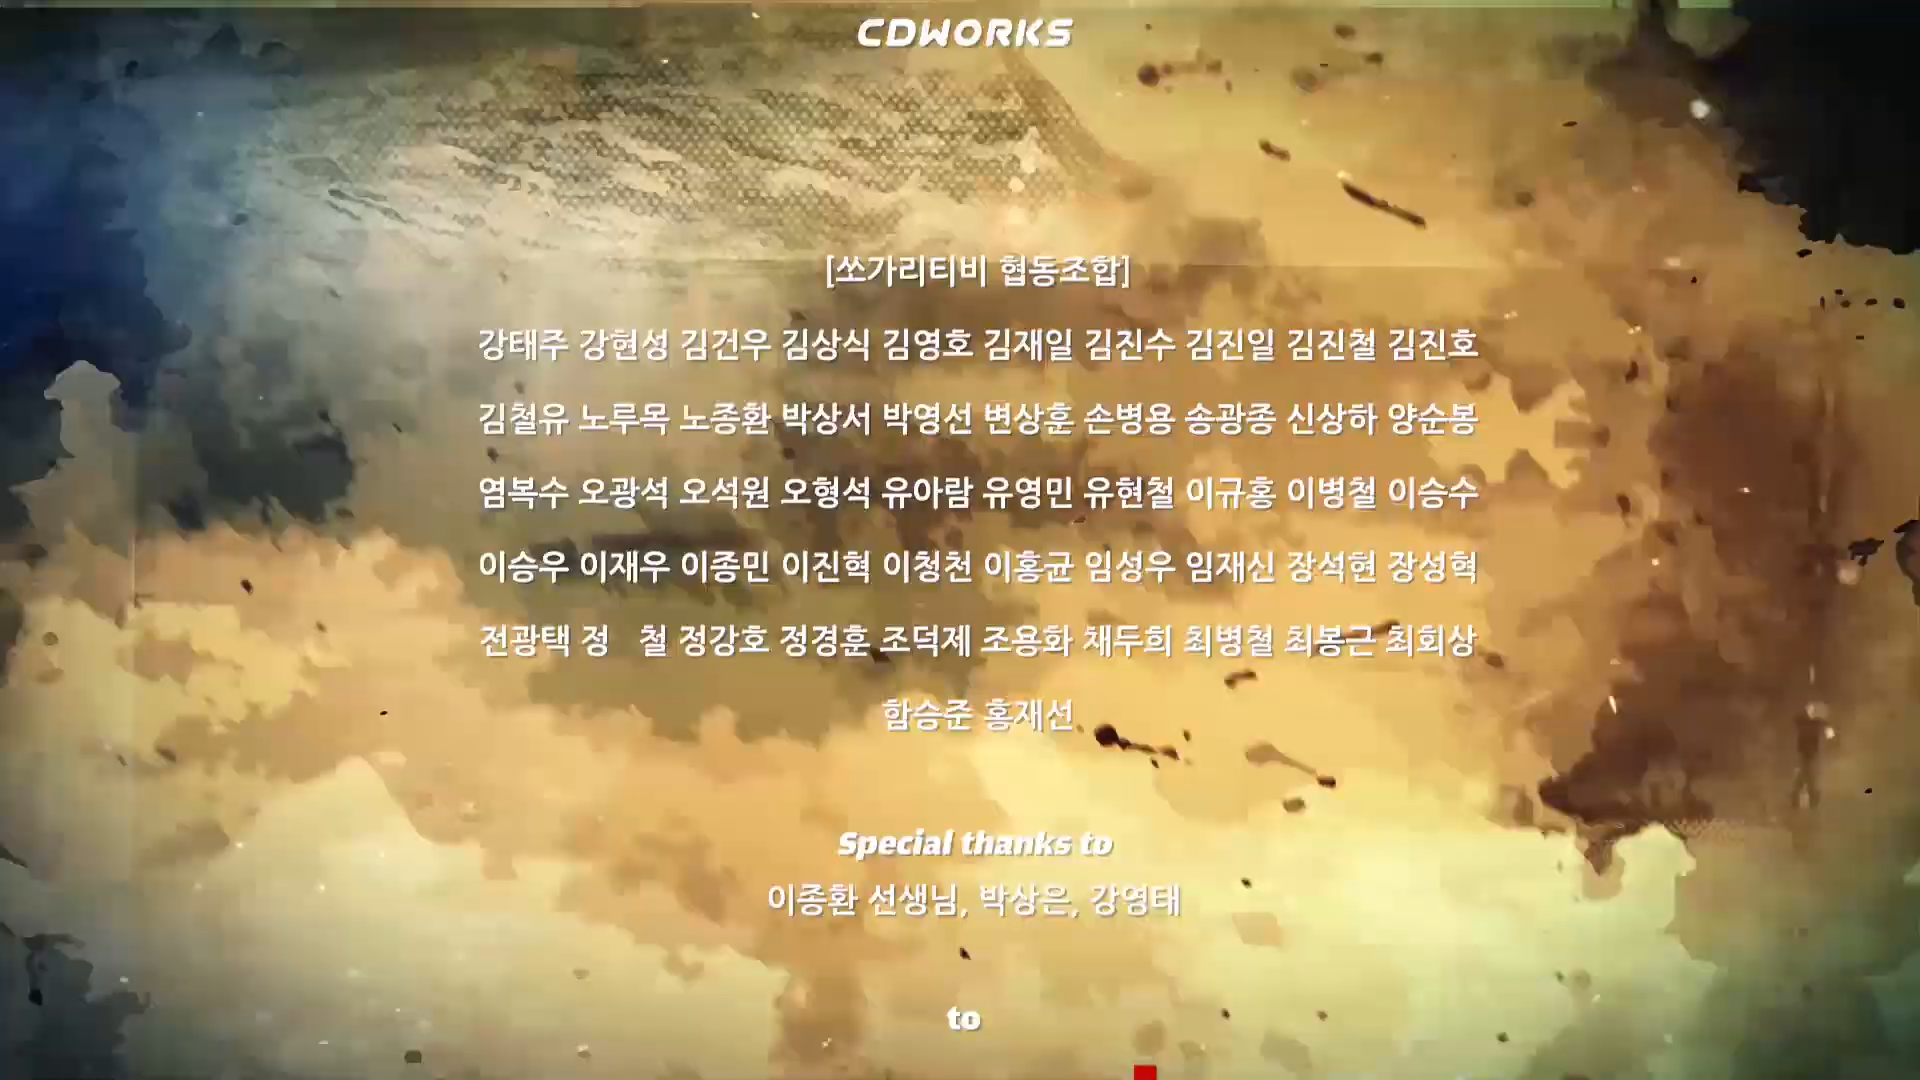 CDWORKS
[쏘가리티비 협동조합]
강태주 강현성 김건우 김상식 김영호 김재일 김진수 김진일 김진철 김진호
김철유 노루목 노종환 박상서 박영선 변상훈 손병용 송광종 신상하 양순봉
염복수 오광석 오석원 오형석 유아람 유영민 유현철 이규홍 이병철 이승수
이승우 이재우 이종민 이진혁 이청천 이홍균 임성우 임재신 장석현 장성혁
전광택 정 철 정강호 정경훈 조덕제 조용화 채두희 최병철 최봉근 최회상
함승준 홍재선
Special thanks to
이종환 선생님, 박상은, 강영태
to